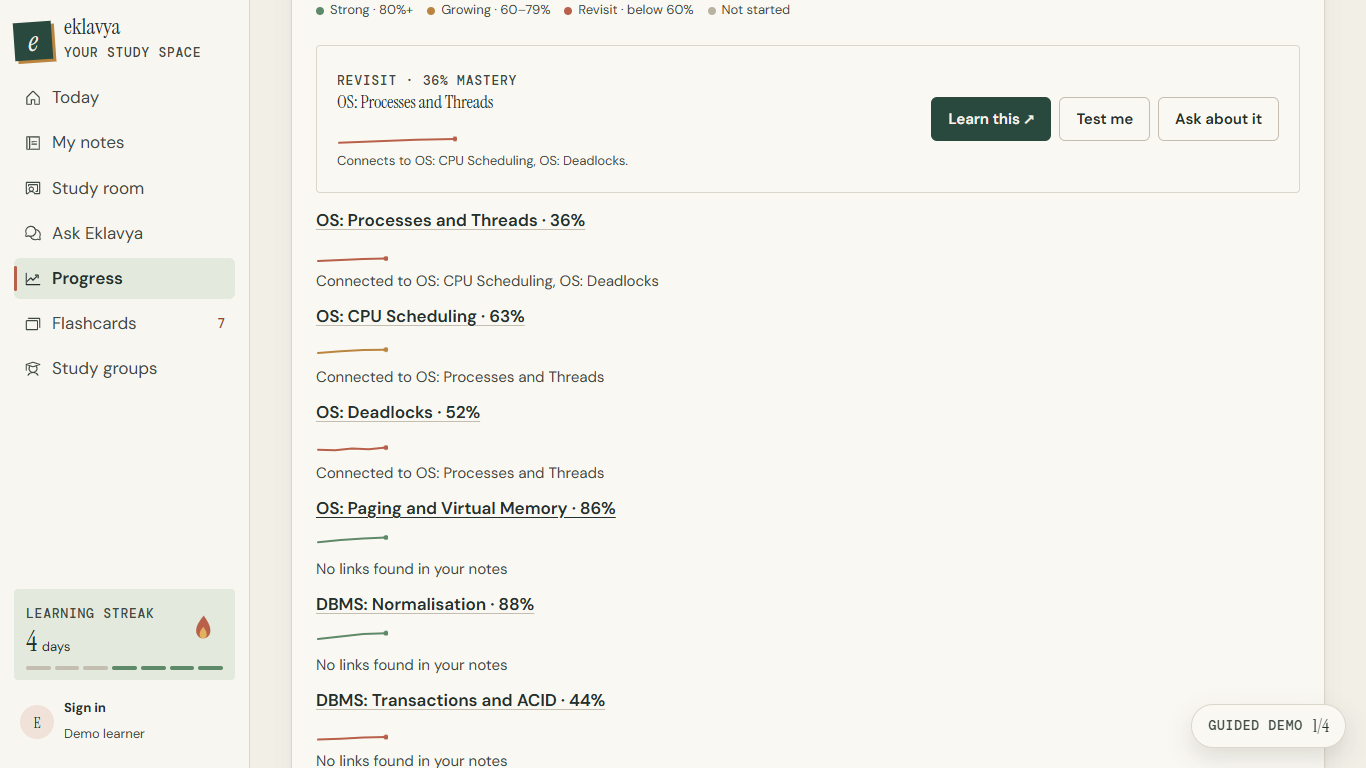 e
eklavya
YOUR STUDY SPACE
Today
My notes
Study room
Ask Eklavya
Progress
Flashcards 7
Study groups
LEARNING STREAK
4 days
E
Sign in
Demo learner
Strong · 80%+ Growing · 60–79% Revisit · below 60% Not started
REVISIT · 36% MASTERY
OS: Processes and Threads
Connects to OS: CPU Scheduling, OS: Deadlocks.
Learn this ↗ Test me Ask about it
OS: Processes and Threads · 36%
Connected to OS: CPU Scheduling, OS: Deadlocks
OS: CPU Scheduling · 63%
Connected to OS: Processes and Threads
OS: Deadlocks · 52%
Connected to OS: Processes and Threads
OS: Paging and Virtual Memory · 86%
No links found in your notes
DBMS: Normalisation · 88%
No links found in your notes
DBMS: Transactions and ACID · 44%
No links found in your notes
GUIDED DEMO 1/4